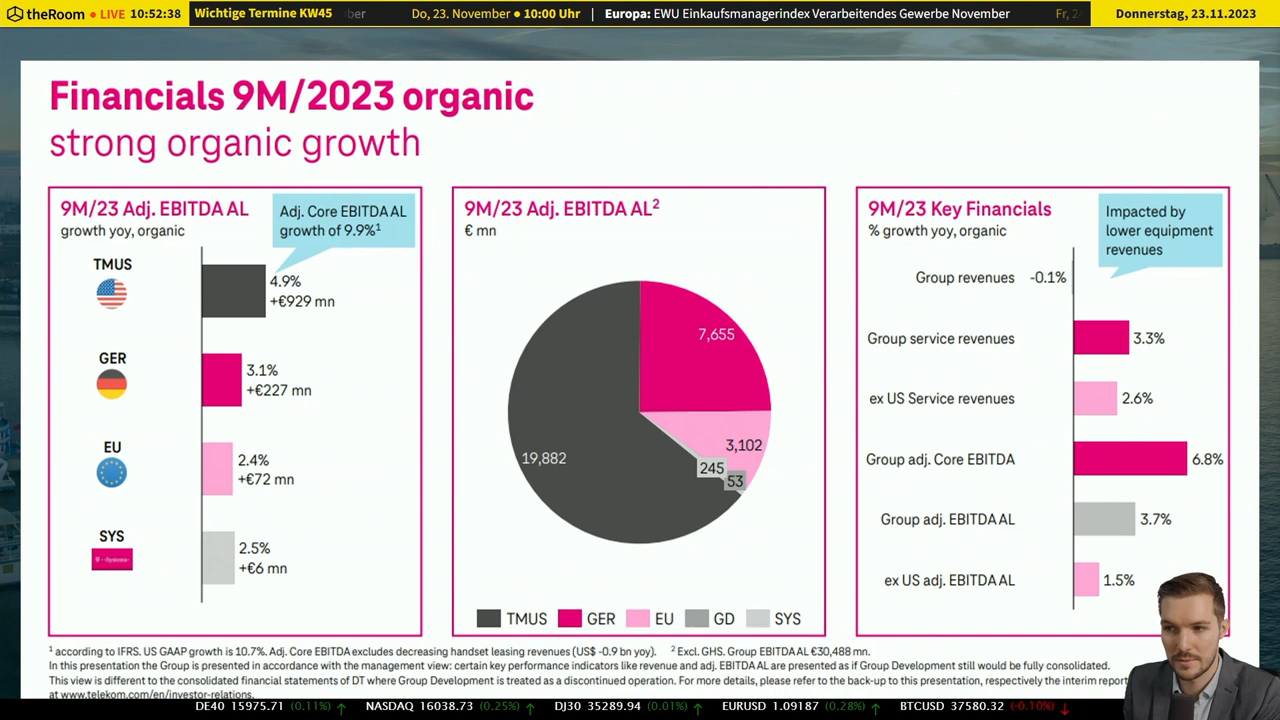 theRoom • LIVE 10:52:38
Wichtige Termine KW45
ber
Do, 23. November • 10:00 Uhr | Europa: EWU Einkaufsmanagerindex Verarbeitendes Gewerbe November
Fr,
Donnerstag, 23.11.2023
Financials 9M/2023 organic
strong organic growth
9M/23 Adj. EBITDA AL
growth yoy, organic
Adj. Core EBITDA AL
growth of 9.9%¹
TMUS
4.9%
+€929 mn
GER
3.1%
+€227 mn
EU
2.4%
+€72 mn
SYS
T-Systems
2.5%
+€6 mn
9M/23 Adj. EBITDA AL²
€ mn
7,655
3,102
245
53
19,882
TMUS GER EU GD SYS
9M/23 Key Financials
% growth yoy, organic
Impacted by
lower equipment
revenues
Group revenues -0.1%
Group service revenues 3.3%
ex US Service revenues 2.6%
Group adj. Core EBITDA 6.8%
Group adj. EBITDA AL 3.7%
ex US adj. EBITDA AL 1.5%
¹ according to IFRS. US GAAP growth is 10.7%. Adj. Core EBITDA excludes decreasing handset leasing revenues (US$ -0.9 bn yoy). ² Excl. GHS. Group EBITDA AL €30,488 mn.
In this presentation the Group is presented in accordance with the management view: certain key performance indicators like revenue and adj. EBITDA AL are presented as if Group Development still would be fully consolidated.
This view is different to the consolidated financial statements of DT where Group Development is treated as a discontinued operation. For more details, please refer to the back-up to this presentation, respectively the interim report
at www.telekom.com/en/investor-relations.
DE40 15975.71 (0.11%) ↑ NASDAQ 16038.73 (0.25%) ↑ DJ30 35289.94 (0.01%) ↑ EURUSD 1.09187 (0.28%) ↑ BTCUSD 37580.32 (-0.10%) ↓